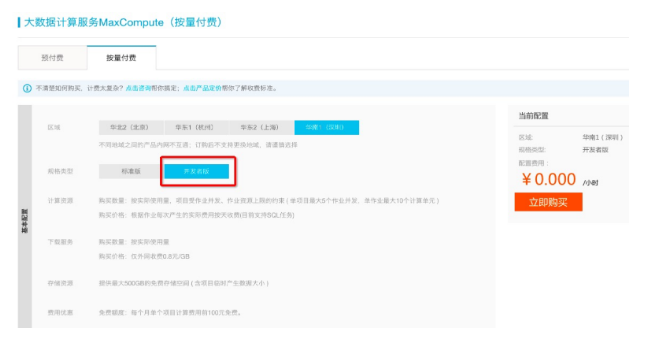 大数据计算服务MaxCompute（按量付费）
预付费
按量付费
不清楚如何购买，计费太复杂？点击咨询帮你搞定；点击产品定价帮你了解收费标准。
基本配置
区域
华北2（北京）
华东1（杭州）
华东2（上海）
华南1（深圳）
不同地域之间的产品内网不互通；订购后不支持更换地域，请谨慎选择
规格类型
标准版
开发者版
计算资源
购买数量：按实际使用量，项目受作业并发、作业资源上限的约束（单项目最大5个作业并发、单作业最大10个计算单元）
购买价格：根据作业每次产生的实际费用按天收费(目前支持SQL任务)
下载服务
购买数量：按实际使用量
购买价格：仅外网收费0.8元/GB
存储资源
提供最大500GB的免费存储空间（含项目临时产生数据大小）
费用优惠
免费额度：每个月单个项目计算费用前100元免费。
当前配置
区域：
华南1（深圳）
规格类型：
开发者版
配置费用：
¥0.000 /小时
立即购买